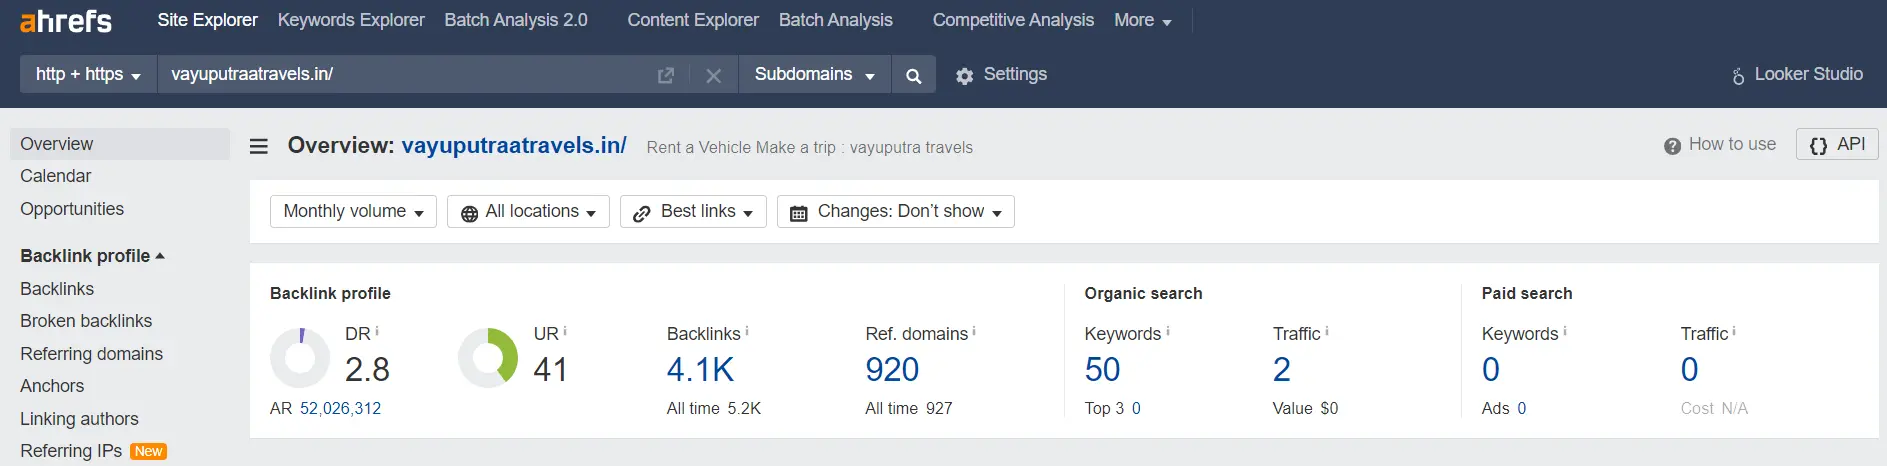 ahrefs Site Explorer Keywords Explorer Batch Analysis 2.0 Content Explorer Batch Analysis Competitive Analysis More
http + https vayuputraatravels.in/ Subdomains Settings Looker Studio
Overview
Calendar
Opportunities
Backlink profile
Backlinks
Broken backlinks
Referring domains
Anchors
Linking authors
Referring IPs New
Overview: vayuputraatravels.in/ Rent a Vehicle Make a trip : vayuputra travels How to use {} API
Monthly volume All locations Best links Changes: Don't show
Backlink profile
DR i
2.8
AR 52,026,312
UR i
41
Backlinks i
4.1K
All time 5.2K
Ref. domains i
920
All time 927
Organic search
Keywords i
50
Top 3 0
Traffic i
2
Value $0
Paid search
Keywords i
0
Ads 0
Traffic i
0
Cost N/A